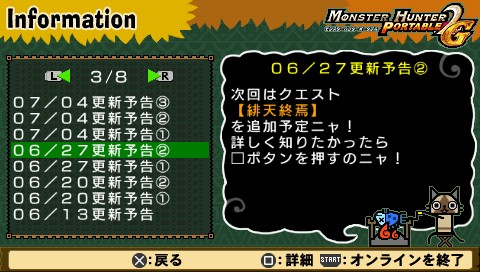 Information
MONSTER HUNTER
PORTABLE 2nd G
L 3/8 R
07/04更新予告③
07/04更新予告②
07/04更新予告①
06/27更新予告②
06/27更新予告①
06/20更新予告②
06/20更新予告①
06/13更新予告
06/27更新予告②
次回はクエスト
【緋天終焉】
を追加予定ニャ！
詳しく知りたかったら
□ボタンを押すのニャ！
×:戻る
□:詳細 START:オンラインを終了